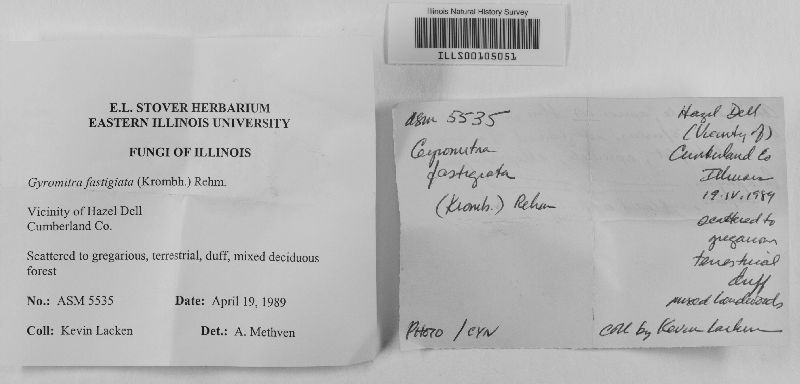 Illinois Natural History Survey
ILLS00105051
E.L. STOVER HERBARIUM
EASTERN ILLINOIS UNIVERSITY
FUNGI OF ILLINOIS
Gyromitra fastigiata (Krombh.) Rehm.
Vicinity of Hazel Dell
Cumberland Co.
Scattered to gregarious, terrestrial, duff, mixed deciduous
forest
No.: ASM 5535 Date: April 19, 1989
Coll: Kevin Lacken Det.: A. Methven
ASM 5535
Gyromitra
fastigiata
(Kromb.) Rehm
PHOTO / CYN
Hazel Dell
(Vicinity of)
Cumberland Co
Illinois
19.IV.1989
scattered to
gregarious
terrestrial
duff
mixed hardwoods
coll by Kevin Lacken